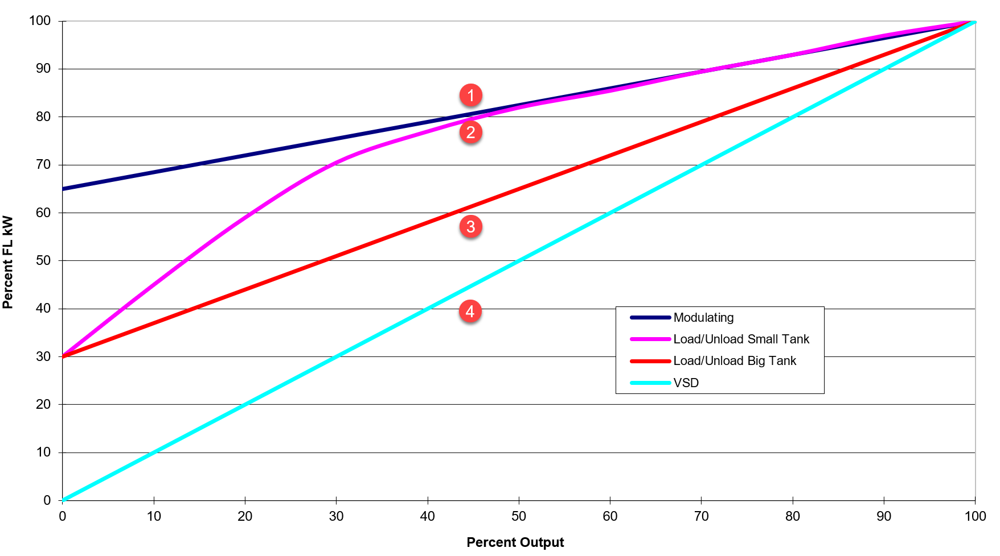 100
90
80
70
60
50
40
30
20
10
0
Percent FL kW
1
2
3
4
Modulating
Load/Unload Small Tank
Load/Unload Big Tank
VSD
0 10 20 30 40 50 60 70 80 90 100
Percent Output